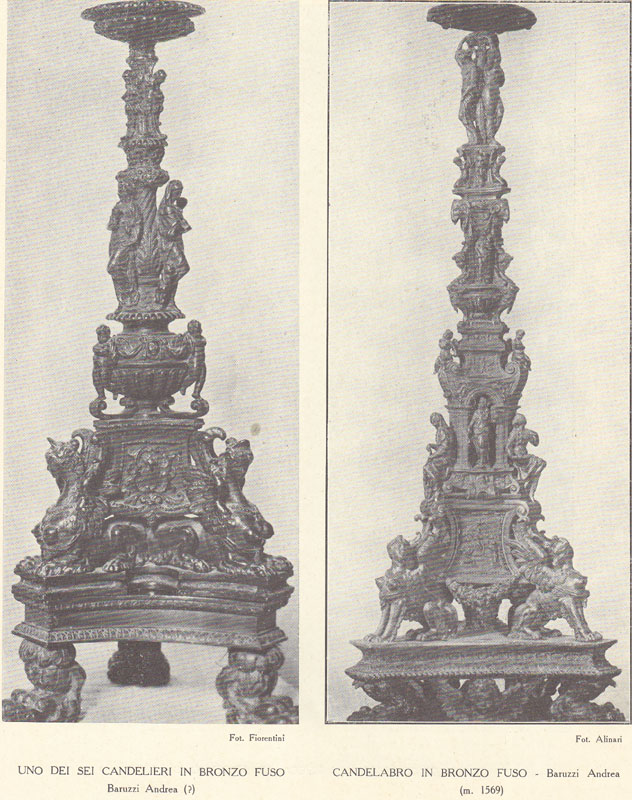 Fot. Fiorentini
UNO DEI SEI CANDELIERI IN BRONZO FUSO
Baruzzi Andrea (?)
Fot. Alinari
CANDELABRO IN BRONZO FUSO - Baruzzi Andrea
(m. 1569)